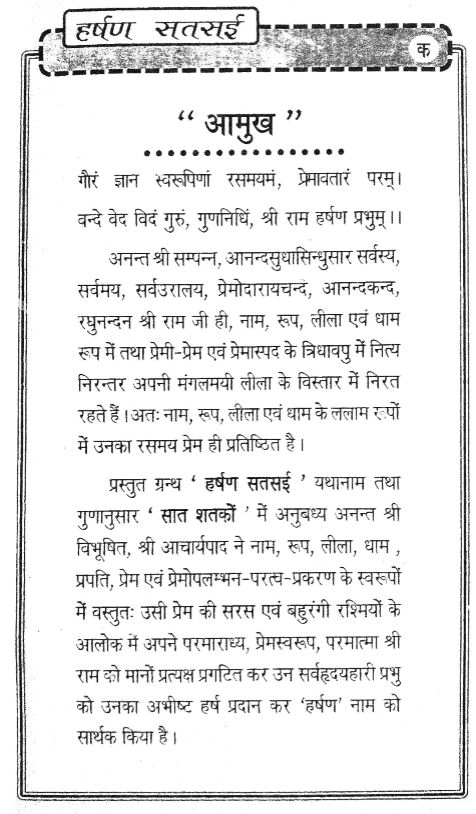 हर्षण सतसई
क
“ आमुख ”
गौरं ज्ञान स्वरूपिणां रसमयमं, प्रेमावतारं परम्।
वन्दे वेद विदं गुरुं, गुणनिधिं, श्री राम हर्षण प्रभुम्।।
अनन्त श्री सम्पन्न, आनन्दसुधासिन्धुसार सर्वस्य,
सर्वमय, सर्वउरालय, प्रेमोदारायचन्द, आनन्दकन्द,
रघुनन्दन श्री राम जी ही, नाम, रूप, लीला एवं धाम
रूप में तथा प्रेमी-प्रेम एवं प्रेमास्पद के त्रिधावपु में नित्य
निरन्तर अपनी मंगलमयी लीला के विस्तार में निरत
रहते हैं।अतः नाम, रूप, लीला एवं धाम के ललाम रूपों
में उनका रसमय प्रेम ही प्रतिष्ठित है।
प्रस्तुत ग्रन्थ ‘ हर्षण सतसई ’ यथानाम तथा
गुणानुसार ‘ सात शतकों ’ में अनुबध्य अनन्त श्री
विभूषित, श्री आचार्यपाद ने नाम, रूप, लीला, धाम ,
प्रपति, प्रेम एवं प्रेमोपलम्भन-परत्व-प्रकरण के स्वरूपों
में वस्तुतः उसी प्रेम की सरस एवं बहुरंगी रश्मियों के
आलोक में अपने परमाराध्य, प्रेमस्वरूप, परमात्मा श्री
राम को मानों प्रत्यक्ष प्रगटित कर उन सर्वहृदयहारी प्रभु
को उनका अभीष्ट हर्ष प्रदान कर ‘हर्षण’ नाम को
सार्थक किया है।